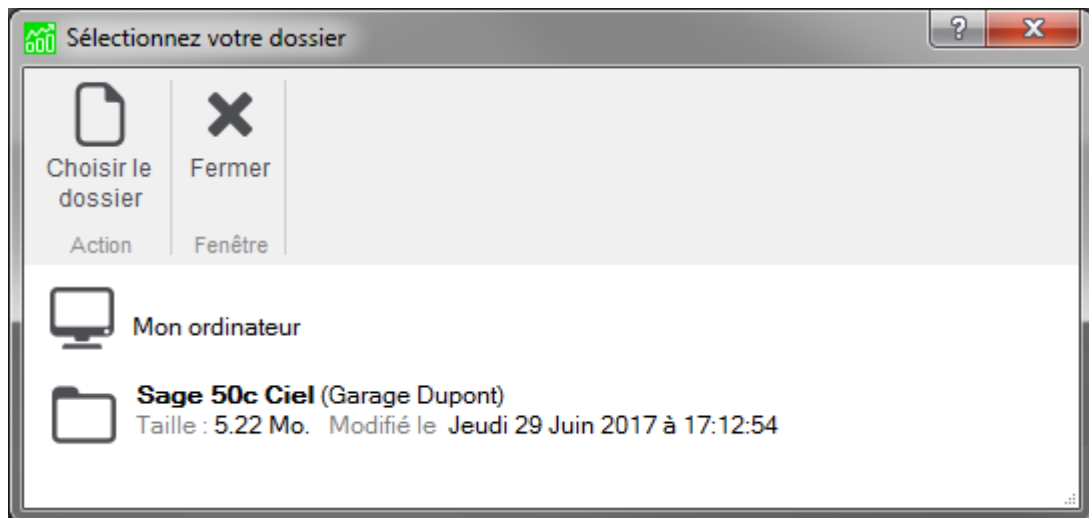 Sélectionnez votre dossier
Choisir le
dossier
Fermer
Action
Fenêtre
Mon ordinateur
Sage 50c Ciel (Garage Dupont)
Taille : 5.22 Mo. Modifié le Jeudi 29 Juin 2017 à 17:12:54